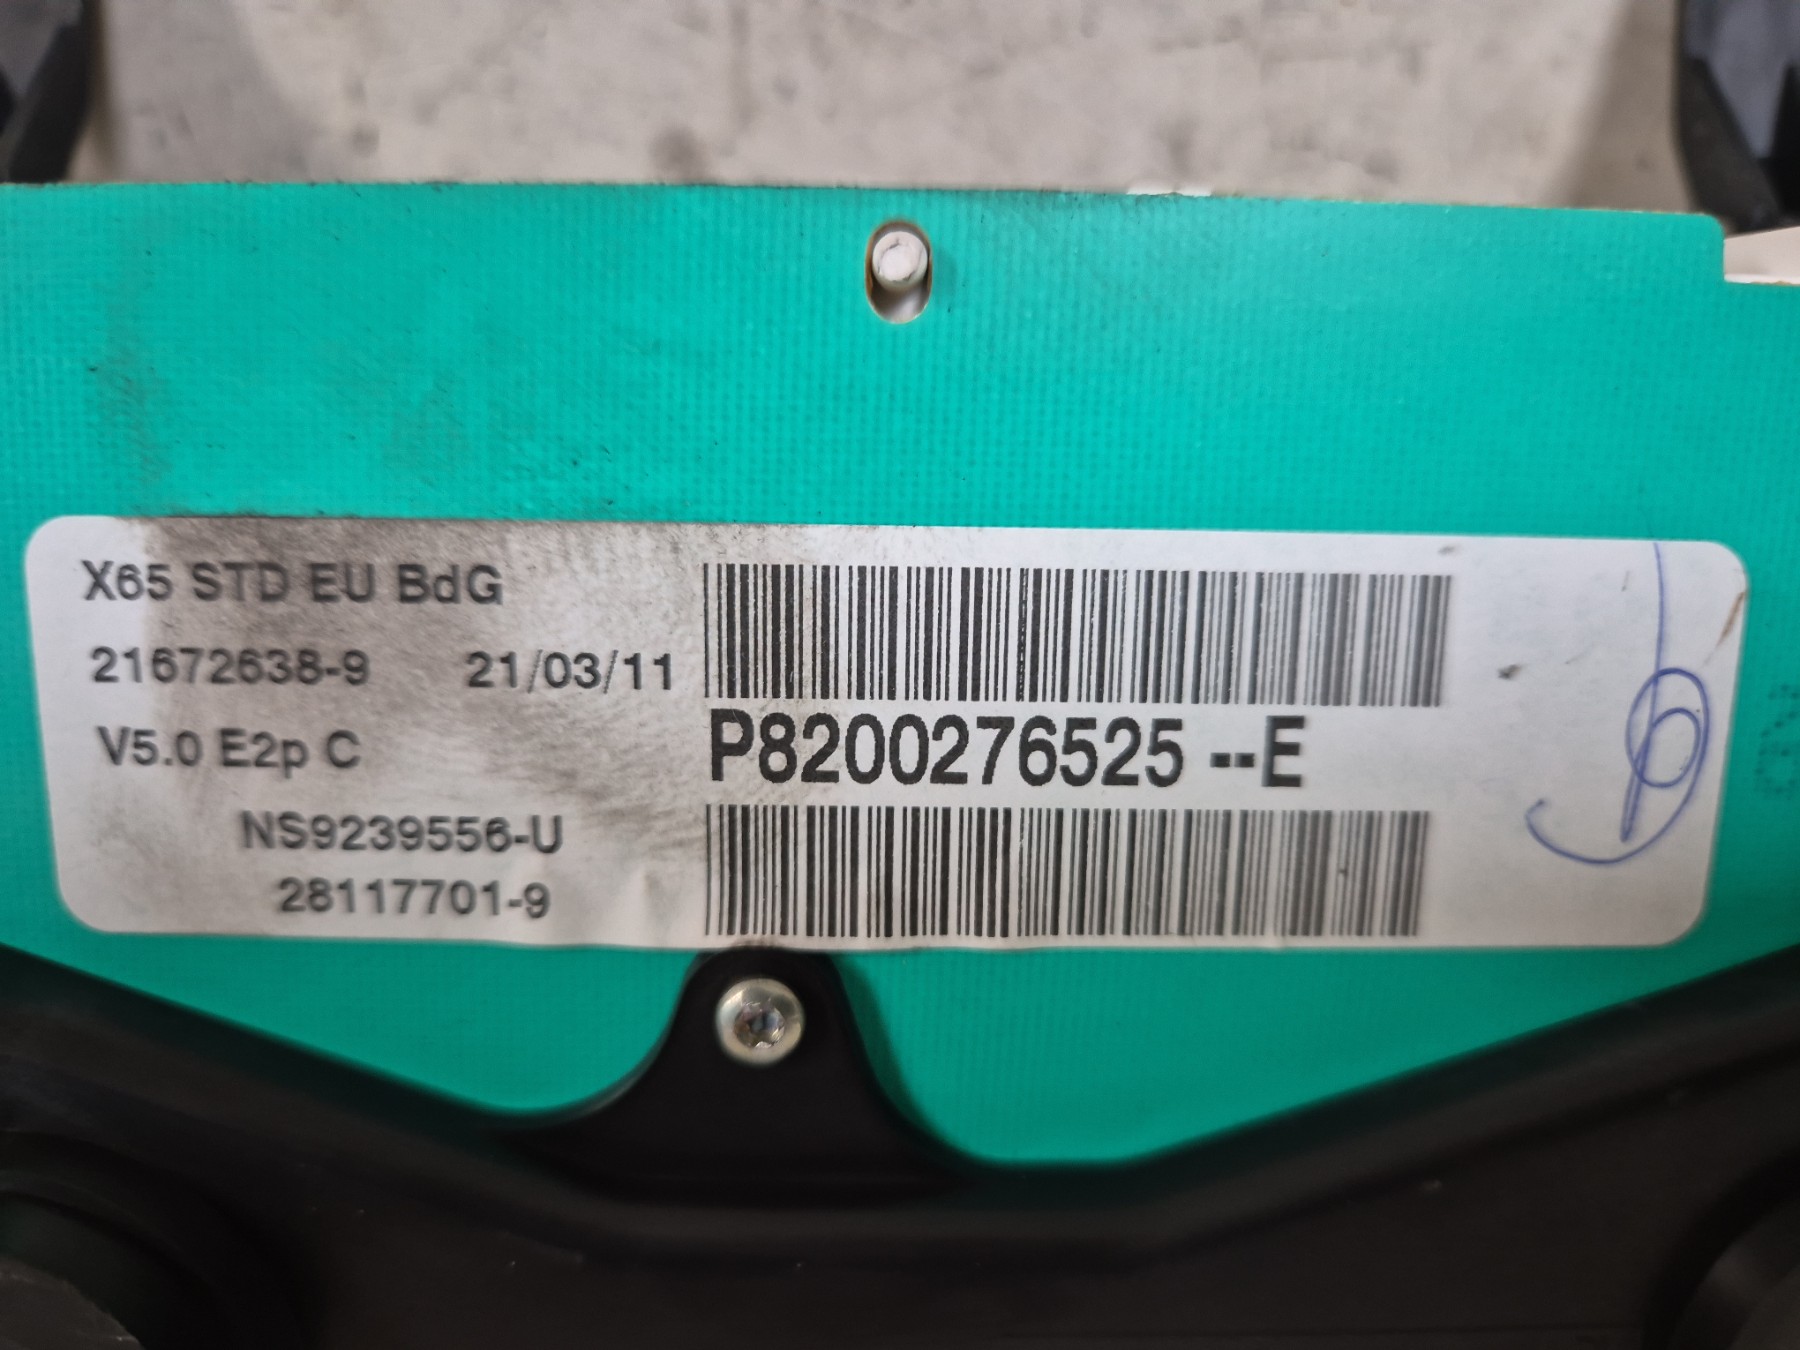 X65 STD EU BdG
21672638-9 21/03/11
V5.0 E2p C
P8200276525 --E
NS9239556-U
28117701-9